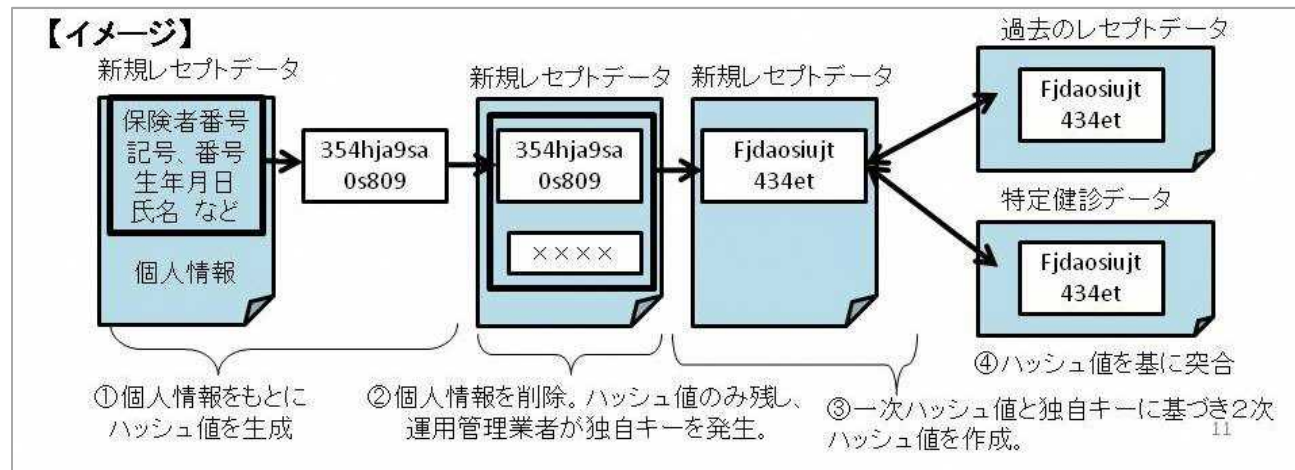 【イメージ】
新規レセプトデータ
保険者番号
記号、番号
生年月日
氏名 など
個人情報
354hja9sa
0s809
新規レセプトデータ
354hja9sa
0s809
××××
新規レセプトデータ
Fjdaosiujt
434et
過去のレセプトデータ
Fjdaosiujt
434et
特定健診データ
Fjdaosiujt
434et
①個人情報をもとに
ハッシュ値を生成
②個人情報を削除。ハッシュ値のみ残し、
運用管理業者が独自キーを発生。
③一次ハッシュ値と独自キーに基づき2次
ハッシュ値を作成。
④ハッシュ値を基に突合
11